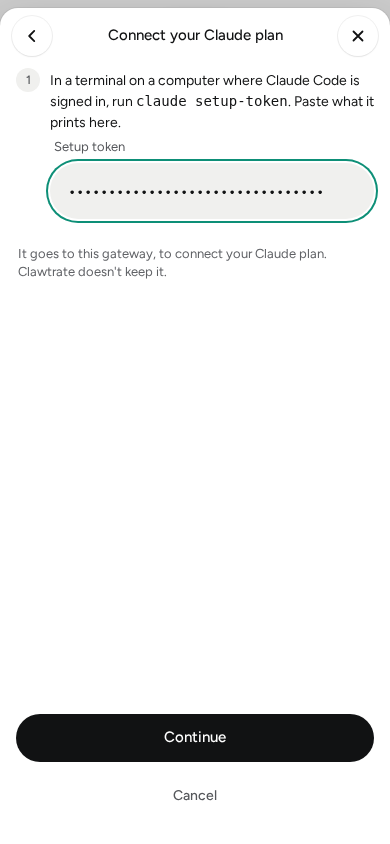 Connect your Claude plan
1
In a terminal on a computer where Claude Code is
signed in, run claude setup-token. Paste what it
prints here.
Setup token
••••••••••••••••••••••••••••••••
It goes to this gateway, to connect your Claude plan.
Clawtrate doesn't keep it.
Continue
Cancel